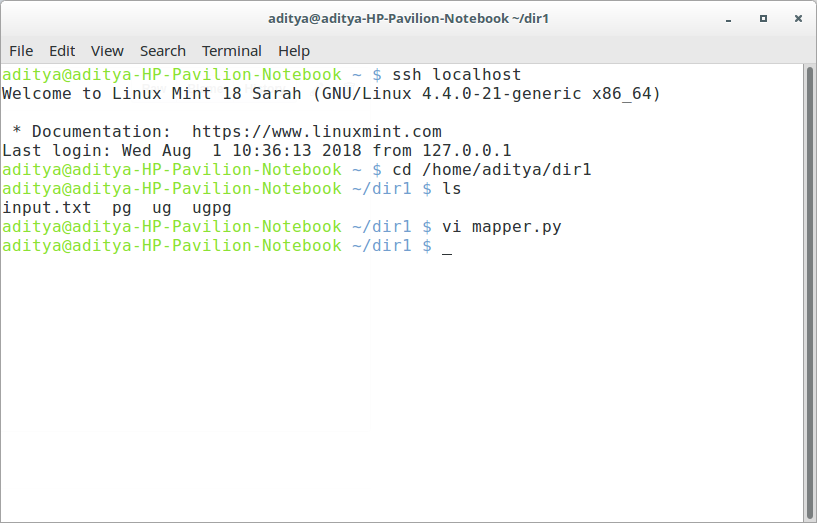 aditya@aditya-HP-Pavilion-Notebook ~/dir1
File Edit View Search Terminal Help
aditya@aditya-HP-Pavilion-Notebook ~ $ ssh localhost
Welcome to Linux Mint 18 Sarah (GNU/Linux 4.4.0-21-generic x86_64)
 * Documentation:  https://www.linuxmint.com
Last login: Wed Aug  1 10:36:13 2018 from 127.0.0.1
aditya@aditya-HP-Pavilion-Notebook ~ $ cd /home/aditya/dir1
aditya@aditya-HP-Pavilion-Notebook ~/dir1 $ ls
input.txt  pg  ug  ugpg
aditya@aditya-HP-Pavilion-Notebook ~/dir1 $ vi mapper.py
aditya@aditya-HP-Pavilion-Notebook ~/dir1 $ _